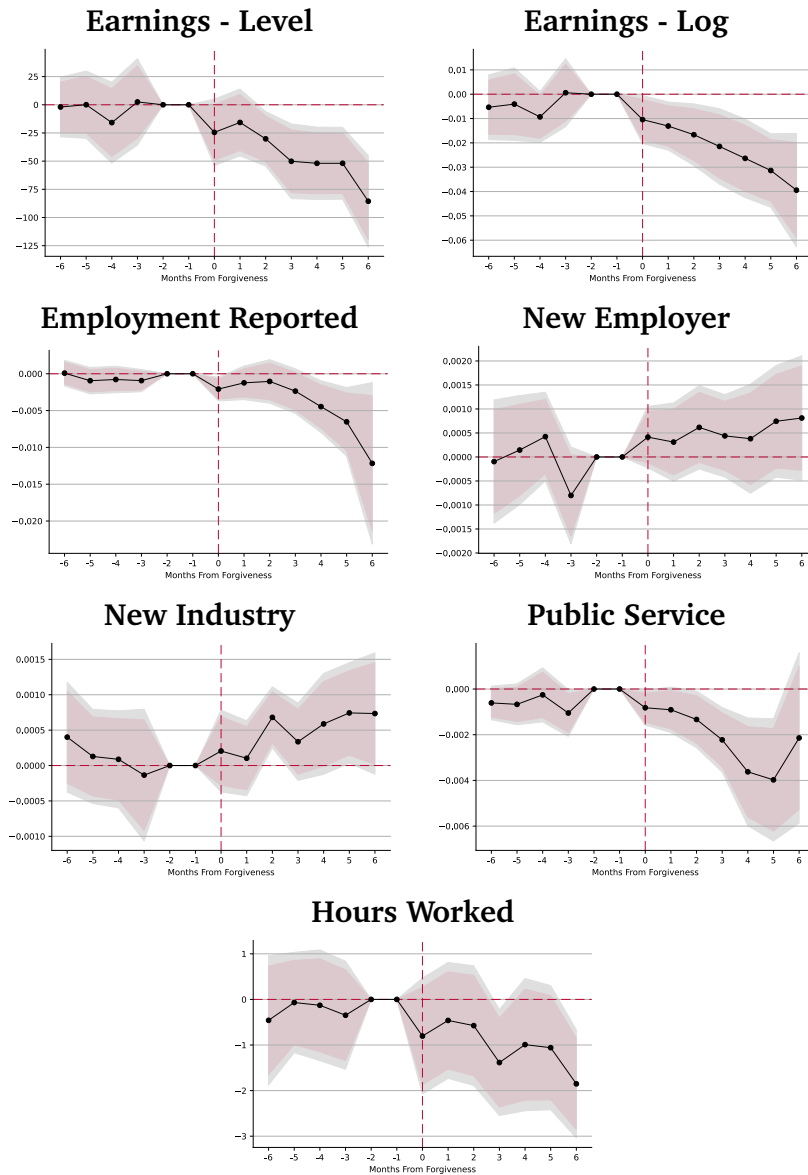 Earnings - Level
25
0
−25
−50
−75
−100
−125
-6 -5 -4 -3 -2 -1 0 1 2 3 4 5 6
Months From Forgiveness
Earnings - Log
0.01
0.00
−0.01
−0.02
−0.03
−0.04
−0.05
−0.06
-6 -5 -4 -3 -2 -1 0 1 2 3 4 5 6
Months From Forgiveness
Employment Reported
0.000
−0.005
−0.010
−0.015
−0.020
-6 -5 -4 -3 -2 -1 0 1 2 3 4 5 6
Months From Forgiveness
New Employer
0.0020
0.0015
0.0010
0.0005
0.0000
−0.0005
−0.0010
−0.0015
−0.0020
-6 -5 -4 -3 -2 -1 0 1 2 3 4 5 6
Months From Forgiveness
New Industry
0.0015
0.0010
0.0005
0.0000
−0.0005
−0.0010
-6 -5 -4 -3 -2 -1 0 1 2 3 4 5 6
Months From Forgiveness
Public Service
0.000
−0.002
−0.004
−0.006
-6 -5 -4 -3 -2 -1 0 1 2 3 4 5 6
Months From Forgiveness
Hours Worked
1
0
−1
−2
−3
-6 -5 -4 -3 -2 -1 0 1 2 3 4 5 6
Months From Forgiveness